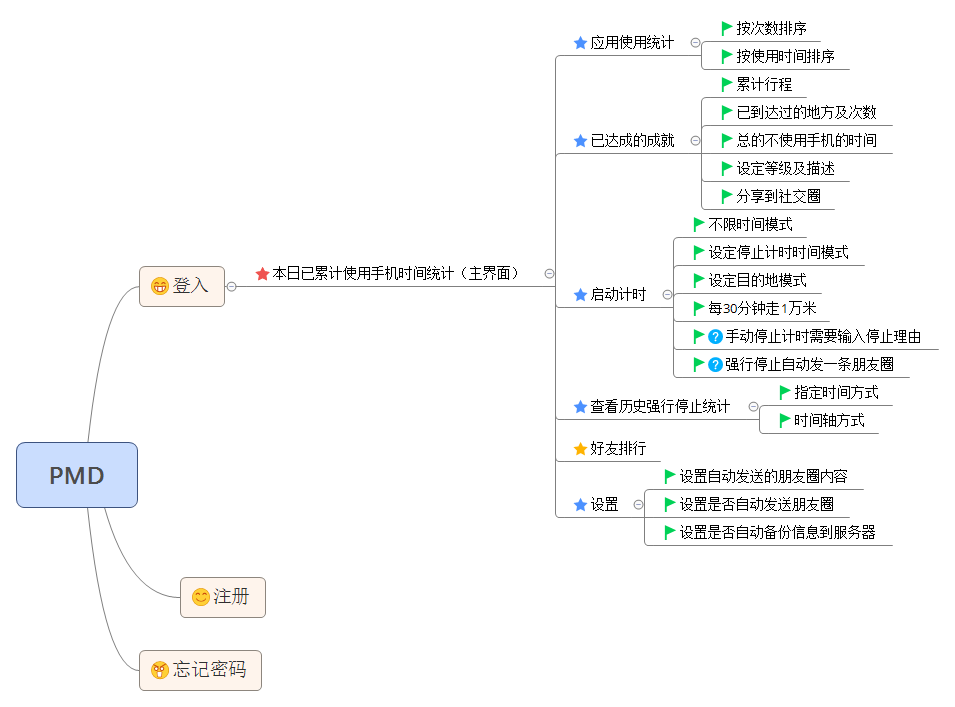 PMD
登入
本日已累计使用手机时间统计（主界面）
应用使用统计
按次数排序
按使用时间排序
已达成的成就
累计行程
已到达过的地方及次数
总的不使用手机的时间
设定等级及描述
分享到社交圈
启动计时
不限时间模式
设定停止计时时间模式
设定目的地模式
每30分钟走1万米
手动停止计时需要输入停止理由
强行停止自动发一条朋友圈
查看历史强行停止统计
指定时间方式
时间轴方式
好友排行
设置
设置自动发送的朋友圈内容
设置是否自动发送朋友圈
设置是否自动备份信息到服务器
注册
忘记密码